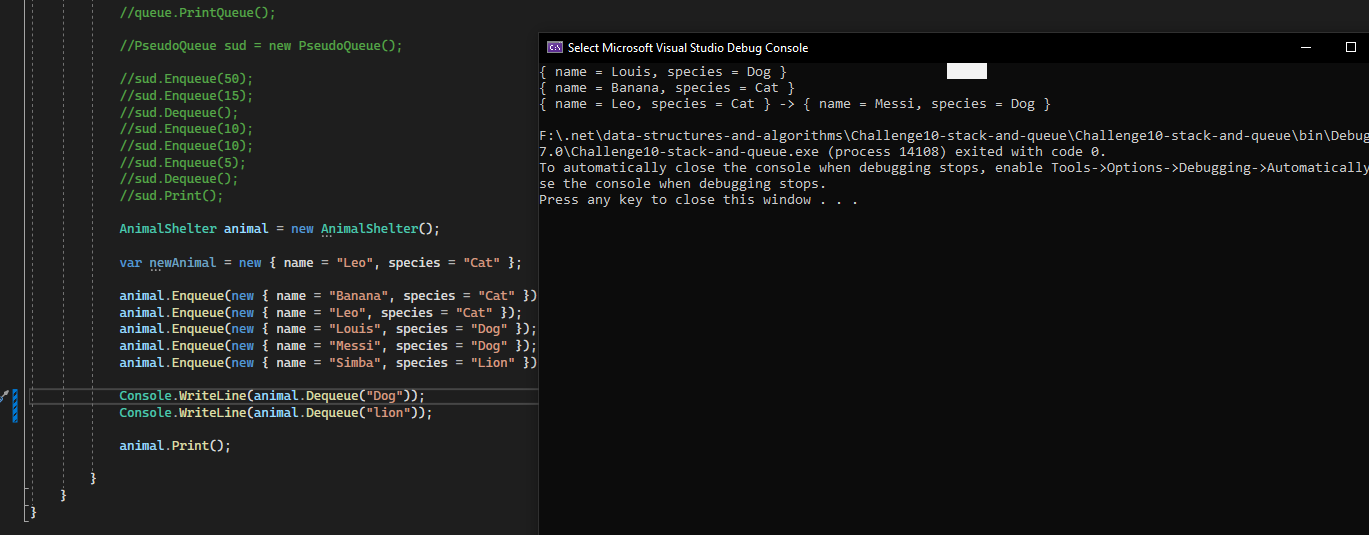 //queue.PrintQueue();
//PseudoQueue sud = new PseudoQueue();
//sud.Enqueue(50);
//sud.Enqueue(15);
//sud.Dequeue();
//sud.Enqueue(10);
//sud.Enqueue(10);
//sud.Enqueue(5);
//sud.Dequeue();
//sud.Print();
AnimalShelter animal = new AnimalShelter();
var newAnimal = new { name = "Leo", species = "Cat" };
animal.Enqueue(new { name = "Banana", species = "Cat" })
animal.Enqueue(new { name = "Leo", species = "Cat" });
animal.Enqueue(new { name = "Louis", species = "Dog" });
animal.Enqueue(new { name = "Messi", species = "Dog" });
animal.Enqueue(new { name = "Simba", species = "Lion" })
Console.WriteLine(animal.Dequeue("Dog"));
Console.WriteLine(animal.Dequeue("lion"));
animal.Print();
}
}
}
Select Microsoft Visual Studio Debug Console
{ name = Louis, species = Dog }
{ name = Banana, species = Cat }
{ name = Leo, species = Cat } -> { name = Messi, species = Dog }
F:\.net\data-structures-and-algorithms\Challenge10-stack-and-queue\Challenge10-stack-and-queue\bin\Debug
7.0\Challenge10-stack-and-queue.exe (process 14108) exited with code 0.
To automatically close the console when debugging stops, enable Tools->Options->Debugging->Automatically
se the console when debugging stops.
Press any key to close this window . . .